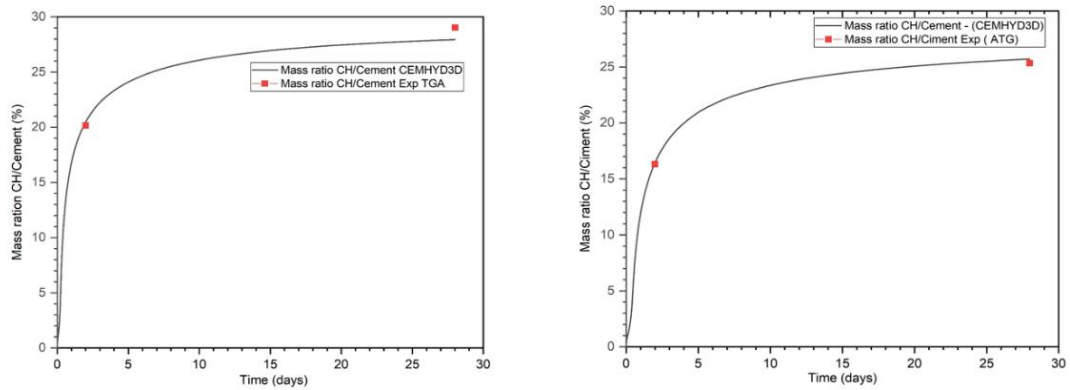 30
25
20
15
10
5
0
Mass ration CH/Cement (%)
Mass ratio CH/Cement CEMHYD3D
Mass ratio CH/Cement Exp TGA
0 5 10 15 20 25 30
Time (days)
30
25
20
15
10
5
0
Mass ratio CH/Ciment (%)
Mass ratio CH/Cement - (CEMHYD3D)
Mass ratio CH/Ciment Exp ( ATG)
0 5 10 15 20 25 30
Time (days)